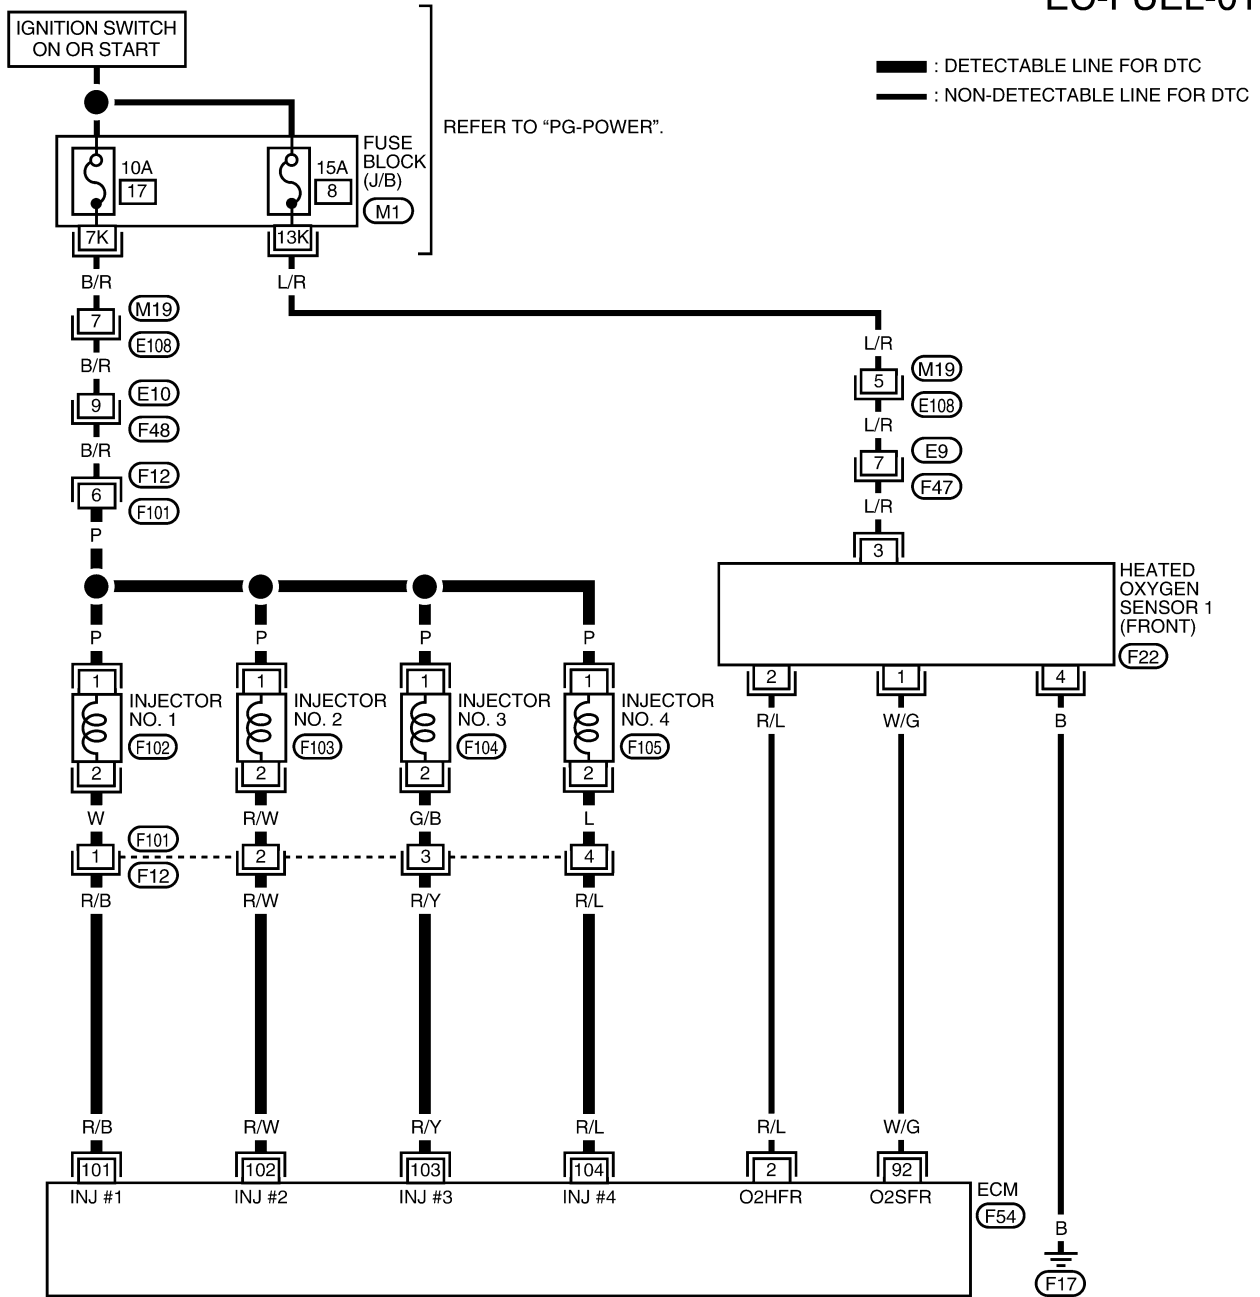 IGNITION SWITCH
ON OR START
: DETECTABLE LINE FOR DTC
: NON-DETECTABLE LINE FOR DTC
REFER TO “PG-POWER”.
10A
17
15A
8
FUSE
BLOCK
(J/B)
M1
7K
13K
B/R
L/R
7
M19
E108
B/R
9
E10
F48
B/R
6
F12
F101
P
L/R
5
M19
E108
L/R
7
E9
F47
L/R
3
HEATED
OXYGEN
SENSOR 1
(FRONT)
F22
2
1
4
R/L
W/G
B
P
P
P
P
1
1
1
1
INJECTOR
NO. 1
F102
INJECTOR
NO. 2
F103
INJECTOR
NO. 3
F104
INJECTOR
NO. 4
F105
2
2
2
2
W
R/W
G/B
L
F101
F12
1
2
3
4
R/B
R/W
R/Y
R/L
R/B
R/W
R/Y
R/L
R/L
W/G
101
102
103
104
2
92
INJ #1
INJ #2
INJ #3
INJ #4
O2HFR
O2SFR
ECM
F54
B
F17